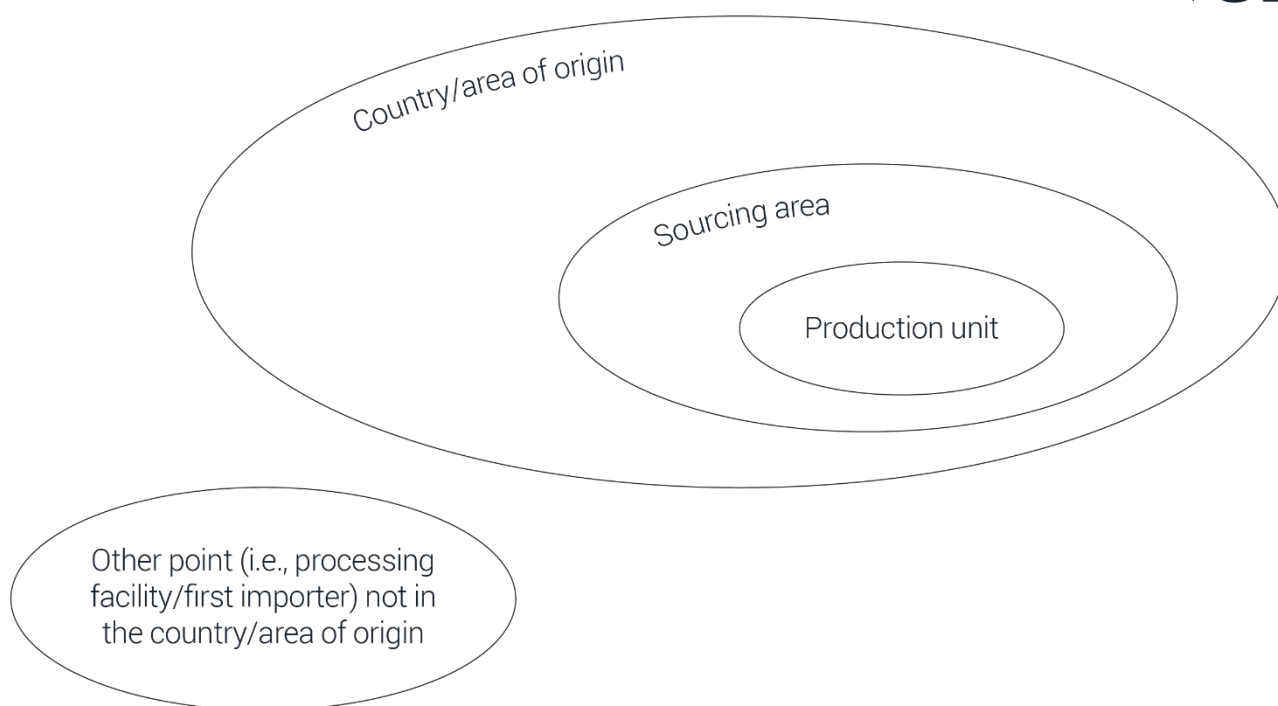 Country/area of origin
Sourcing area
Production unit
Other point (i.e., processing
facility/first importer) not in
the country/area of origin